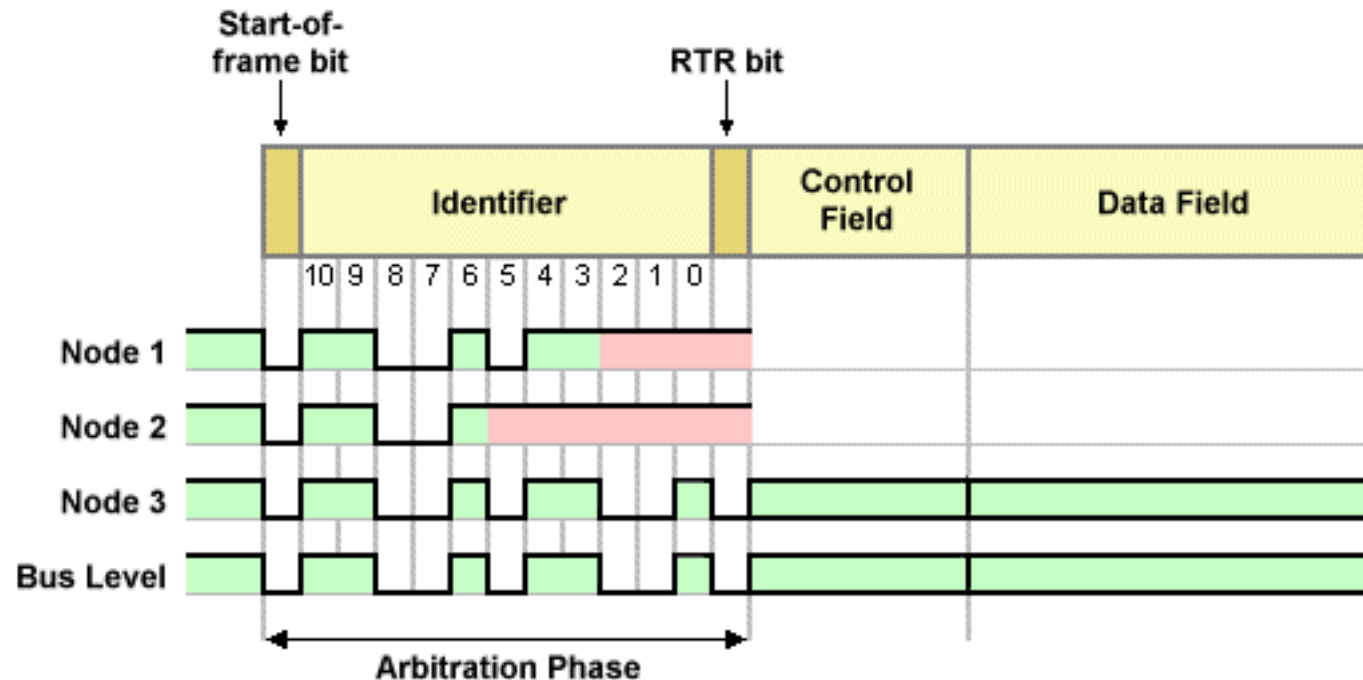 Start-of-
frame bit
RTR bit
Identifier
Control
Field
Data Field
10 9 8 7 6 5 4 3 2 1 0
Node 1
Node 2
Node 3
Bus Level
Arbitration Phase